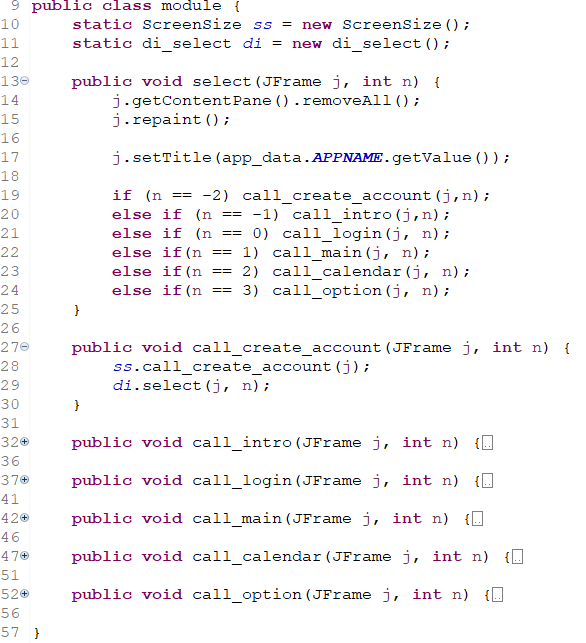 9 public class module {
10     static ScreenSize ss = new ScreenSize();
11     static di_select di = new di_select();
12
13     public void select(JFrame j, int n) {
14         j.getContentPane().removeAll();
15         j.repaint();
16
17         j.setTitle(app_data.APPNAME.getValue());
18
19         if (n == -2) call_create_account(j,n);
20         else if (n == -1) call_intro(j,n);
21         else if (n == 0) call_login(j, n);
22         else if(n == 1) call_main(j, n);
23         else if(n == 2) call_calendar(j, n);
24         else if(n == 3) call_option(j, n);
25     }
26
27     public void call_create_account(JFrame j, int n) {
28         ss.call_create_account(j);
29         di.select(j, n);
30     }
31
32     public void call_intro(JFrame j, int n) {..
36
37     public void call_login(JFrame j, int n) {..
41
42     public void call_main(JFrame j, int n) {..
46
47     public void call_calendar(JFrame j, int n) {..
51
52     public void call_option(JFrame j, int n) {..
56
57 }